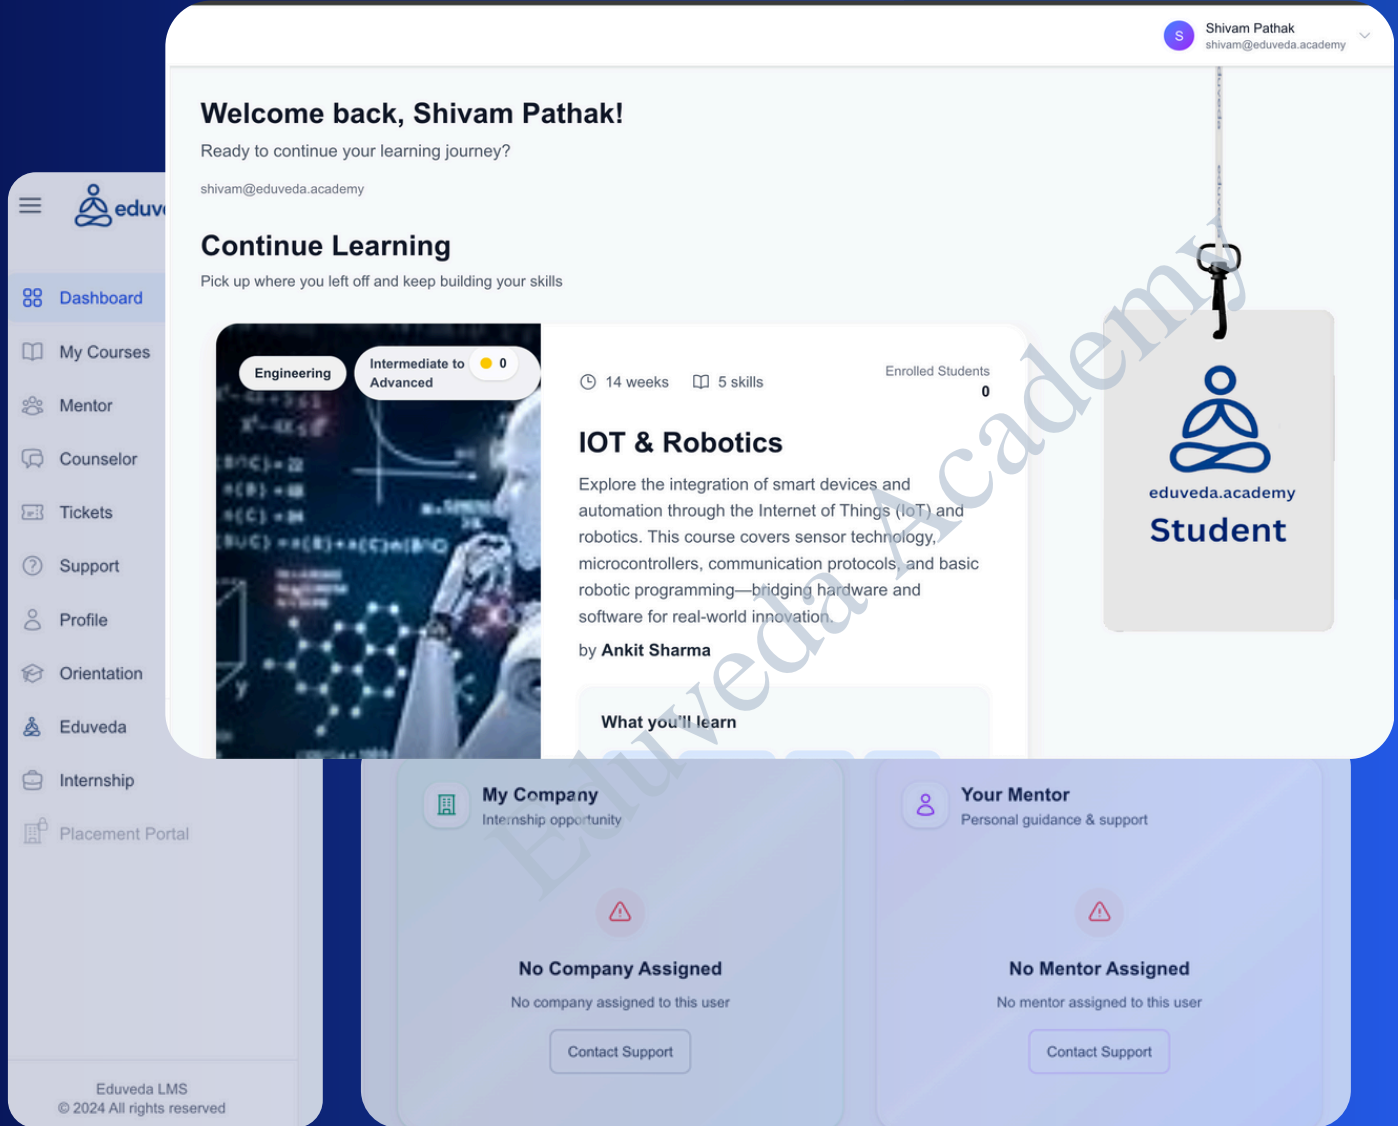 S
Shivam Pathak
shivam@eduveda.academy
Welcome back, Shivam Pathak!
Ready to continue your learning journey?
shivam@eduveda.academy
Continue Learning
Pick up where you left off and keep building your skills
eduve
Dashboard
My Courses
Mentor
Counselor
Tickets
Support
Profile
Orientation
Eduveda
Internship
Placement Portal
Eduveda LMS
© 2024 All rights reserved
Engineering
Intermediate to
Advanced
0
14 weeks
5 skills
Enrolled Students
0
IOT & Robotics
Explore the integration of smart devices and
automation through the Internet of Things (IoT) and
robotics. This course covers sensor technology,
microcontrollers, communication protocols, and basic
robotic programming—bridging hardware and
software for real-world innovation.
by Ankit Sharma
What you'll learn
eduveda.academy
Student
Eduveda Academy
My Company
Internship opportunity
No Company Assigned
No company assigned to this user
Contact Support
Your Mentor
Personal guidance & support
No Mentor Assigned
No mentor assigned to this user
Contact Support